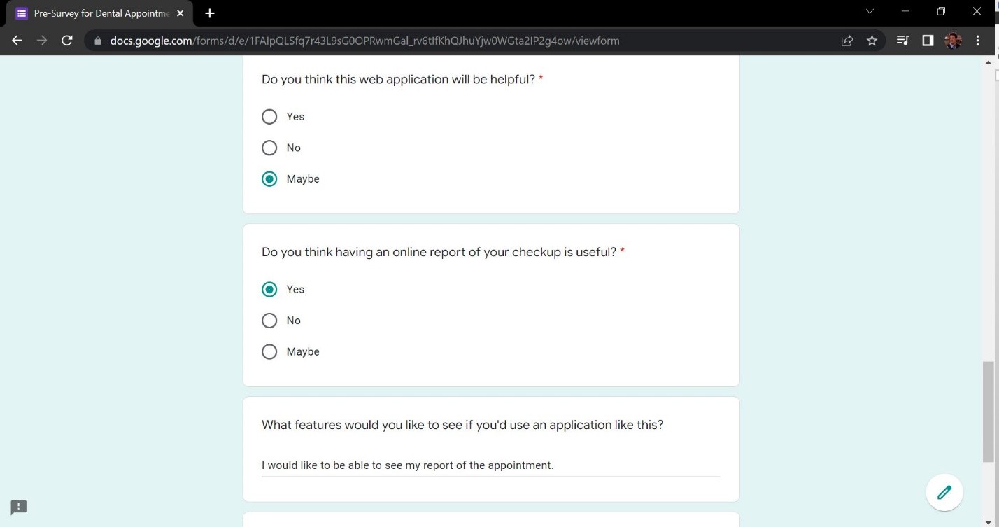 Pre-Survey for Dental Appointme
docs.google.com/forms/d/e/1FAIpQLSfq7r43L9sG0OPRwmGal_rv6tIfKhQJhuYjw0WGta2IP2g4ow/viewform
Do you think this web application will be helpful? *
Yes
No
Maybe
Do you think having an online report of your checkup is useful? *
Yes
No
Maybe
What features would you like to see if you'd use an application like this?
I would like to be able to see my report of the appointment.